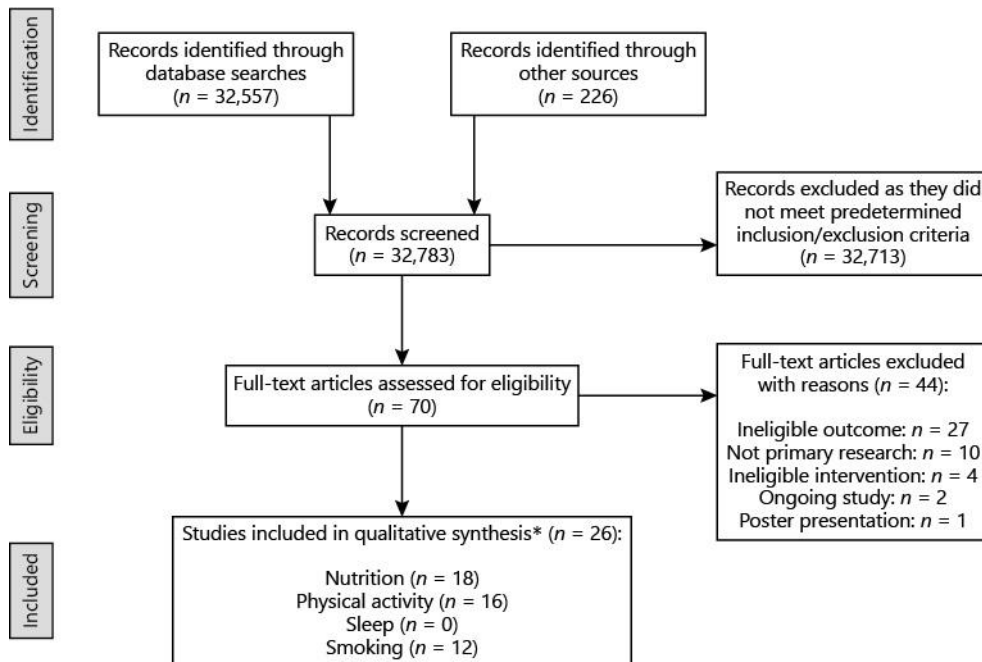 Identification
Records identified through
database searches
(n = 32,557)
Records identified through
other sources
(n = 226)
Screening
Records screened
(n = 32,783)
Records excluded as they did
not meet predetermined
inclusion/exclusion criteria
(n = 32,713)
Eligibility
Full-text articles assessed for eligibility
(n = 70)
Full-text articles excluded
with reasons (n = 44):
Ineligible outcome: n = 27
Not primary research: n = 10
Ineligible intervention: n = 4
Ongoing study: n = 2
Poster presentation: n = 1
Included
Studies included in qualitative synthesis* (n = 26):
Nutrition (n = 18)
Physical activity (n = 16)
Sleep (n = 0)
Smoking (n = 12)